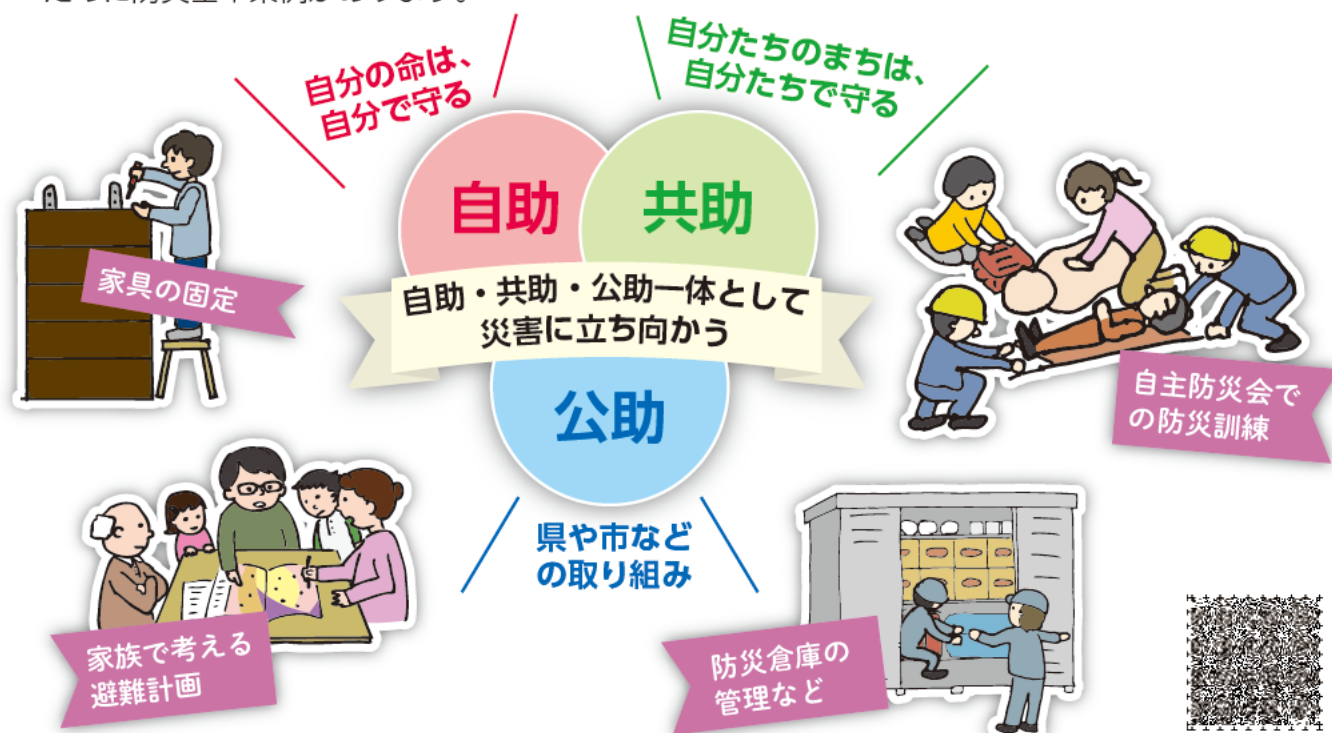 自分の命は、
自分で守る
自分たちのまちは、
自分たちで守る
自助
共助
家具の固定
自助・共助・公助一体として
災害に立ち向かう
公助
自主防災会で
の防災訓練
県や市など
の取り組み
家族で考える
避難計画
防災倉庫の
管理など